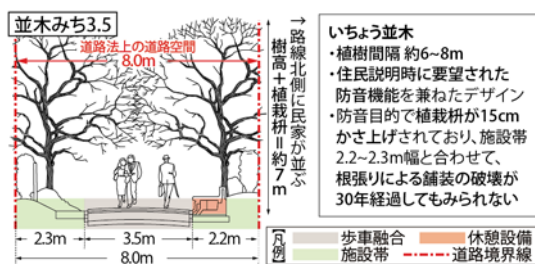 並木みち3.5
道路法上の道路空間
8.0m
→路線北側に民家が並ぶ
樹高+植栽枡=約7m
2.3m
3.5m
2.2m
8.0m
いちょう並木
・植樹間隔 約6~8m
・住民説明時に要望された
防音機能を兼ねたデザイン
・防音目的で植栽枡が15cm
かさ上げされており、施設帯
2.2~2.3m幅と合わせて、
根張りによる舗装の破壊が
30年経過してもみられない
【凡例】
歩車融合
休憩設備
施設帯
道路境界線